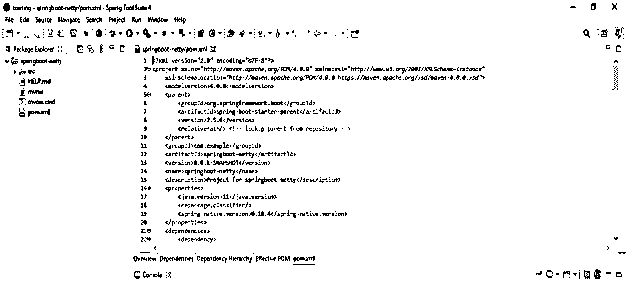 training - springboot-netty/pom.xml - Spring Tool Suite 4
File Edit Source Navigate Search Project Run Window Help
Package Explorer
springboot-netty/pom.xml
springboot-netty
src
HELP.md
mvnw
mvnw.cmd
pom.xml
1 <?xml version="1.0" encoding="UTF-8"?>
2 <project xmlns="http://maven.apache.org/POM/4.0.0" xmlns:xsi="http://www.w3.org/2001/XMLSchema-instance"
3 xsi:schemaLocation="http://maven.apache.org/POM/4.0.0 https://maven.apache.org/xsd/maven-4.0.0.xsd">
4 <modelVersion>4.0.0</modelVersion>
5 <parent>
6 <groupId>org.springframework.boot</groupId>
7 <artifactId>spring-boot-starter-parent</artifactId>
8 <version>2.5.6</version>
9 <relativePath/> <!-- lookup parent from repository -->
10 </parent>
11 <groupId>com.example</groupId>
12 <artifactId>springboot-netty</artifactId>
13 <version>0.0.1-SNAPSHOT</version>
14 <name>springboot-netty</name>
15 <description>Project for springboot-netty</description>
16 <properties>
17 <java.version>11</java.version>
18 <repackage.classifier/>
19 <spring-native.version>0.10.4</spring-native.version>
20 </properties>
21 <dependencies>
22 <dependency>
Overview Dependencies Dependency Hierarchy Effective POM pom.xml
Console